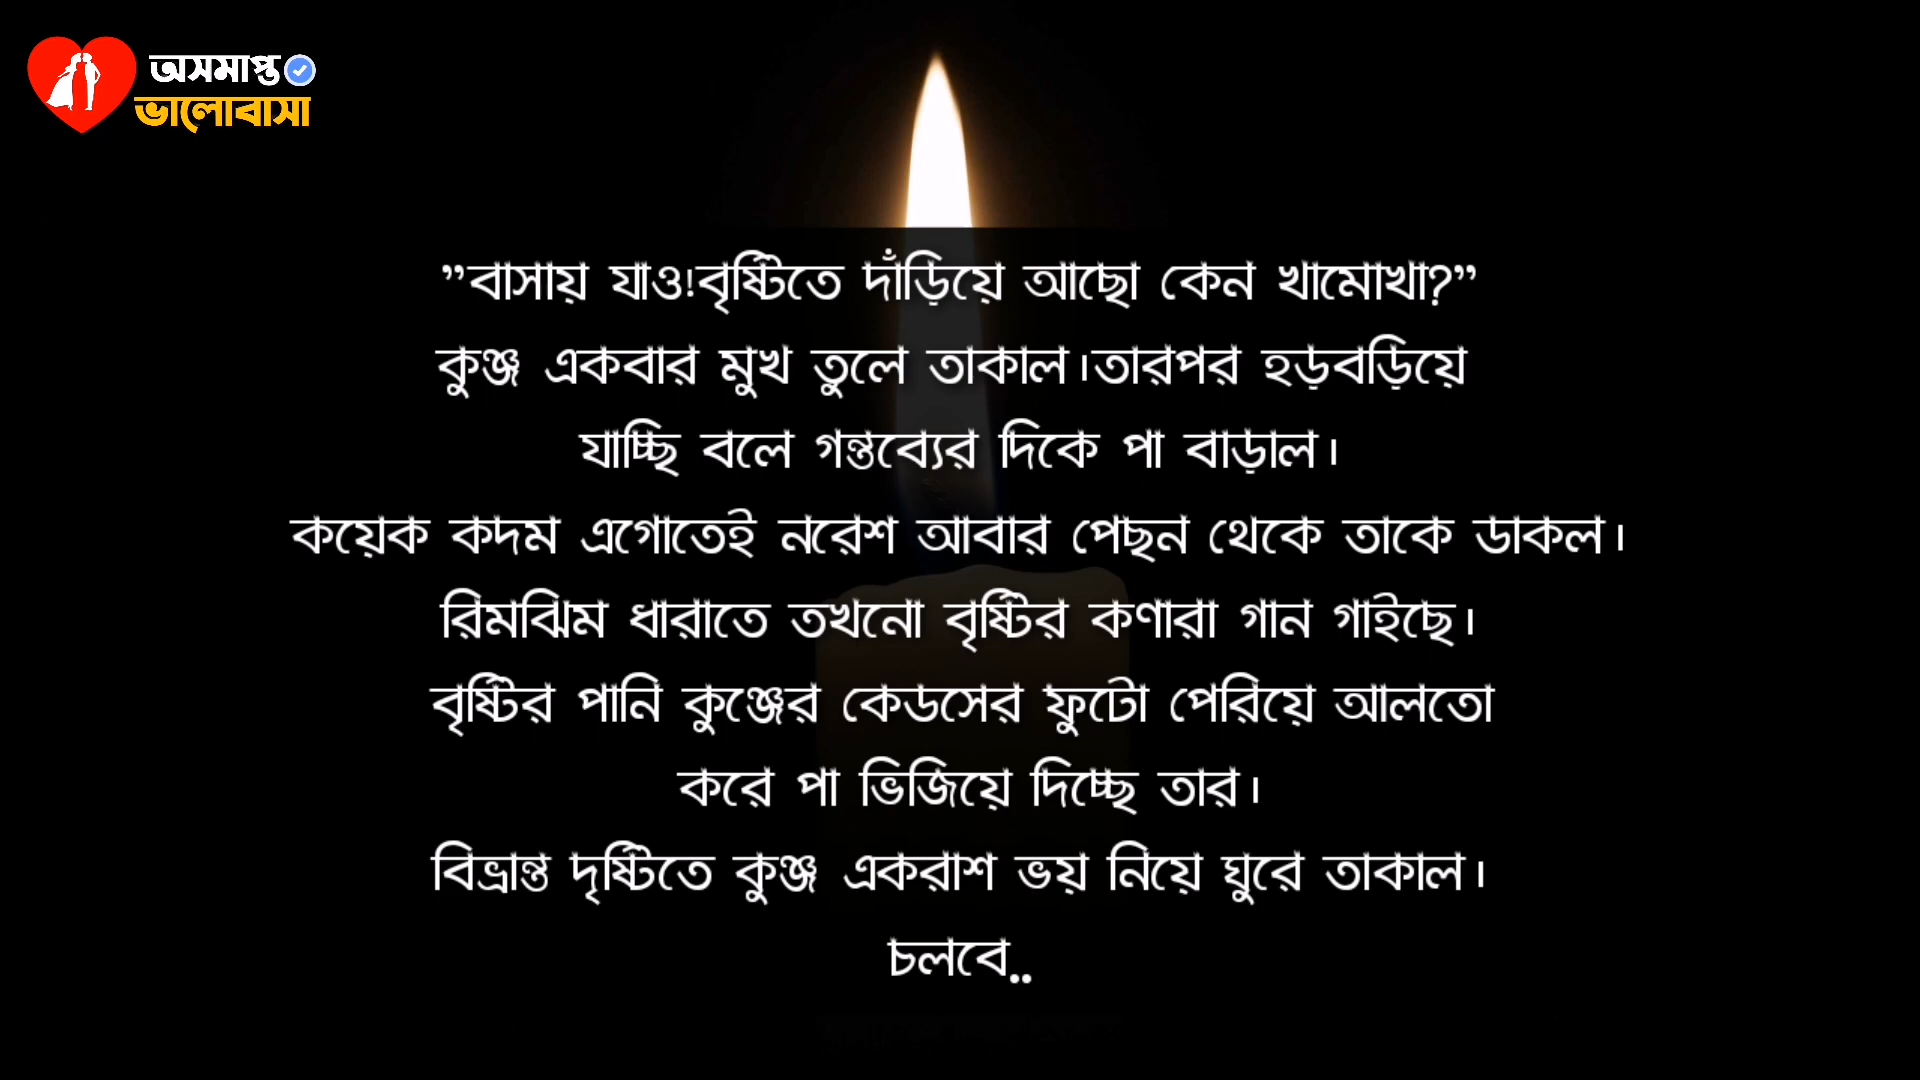 অসমাপ্ত
ভালোবাসা
”বাসায় যাও!বৃষ্টিতে দাঁড়িয়ে আছো কেন খামোখা?”
কুঞ্জ একবার মুখ তুলে তাকাল।তারপর হড়বড়িয়ে
যাচ্ছি বলে গন্তব্যের দিকে পা বাড়াল।
কয়েক কদম এগোতেই নরেশ আবার পেছন থেকে তাকে ডাকল।
রিমঝিম ধারাতে তখনো বৃষ্টির কণারা গান গাইছে।
বৃষ্টির পানি কুঞ্জের কেডসের ফুটো পেরিয়ে আলতো
করে পা ভিজিয়ে দিচ্ছে তার।
বিভ্রান্ত দৃষ্টিতে কুঞ্জ একরাশ ভয় নিয়ে ঘুরে তাকাল।
চলবে..